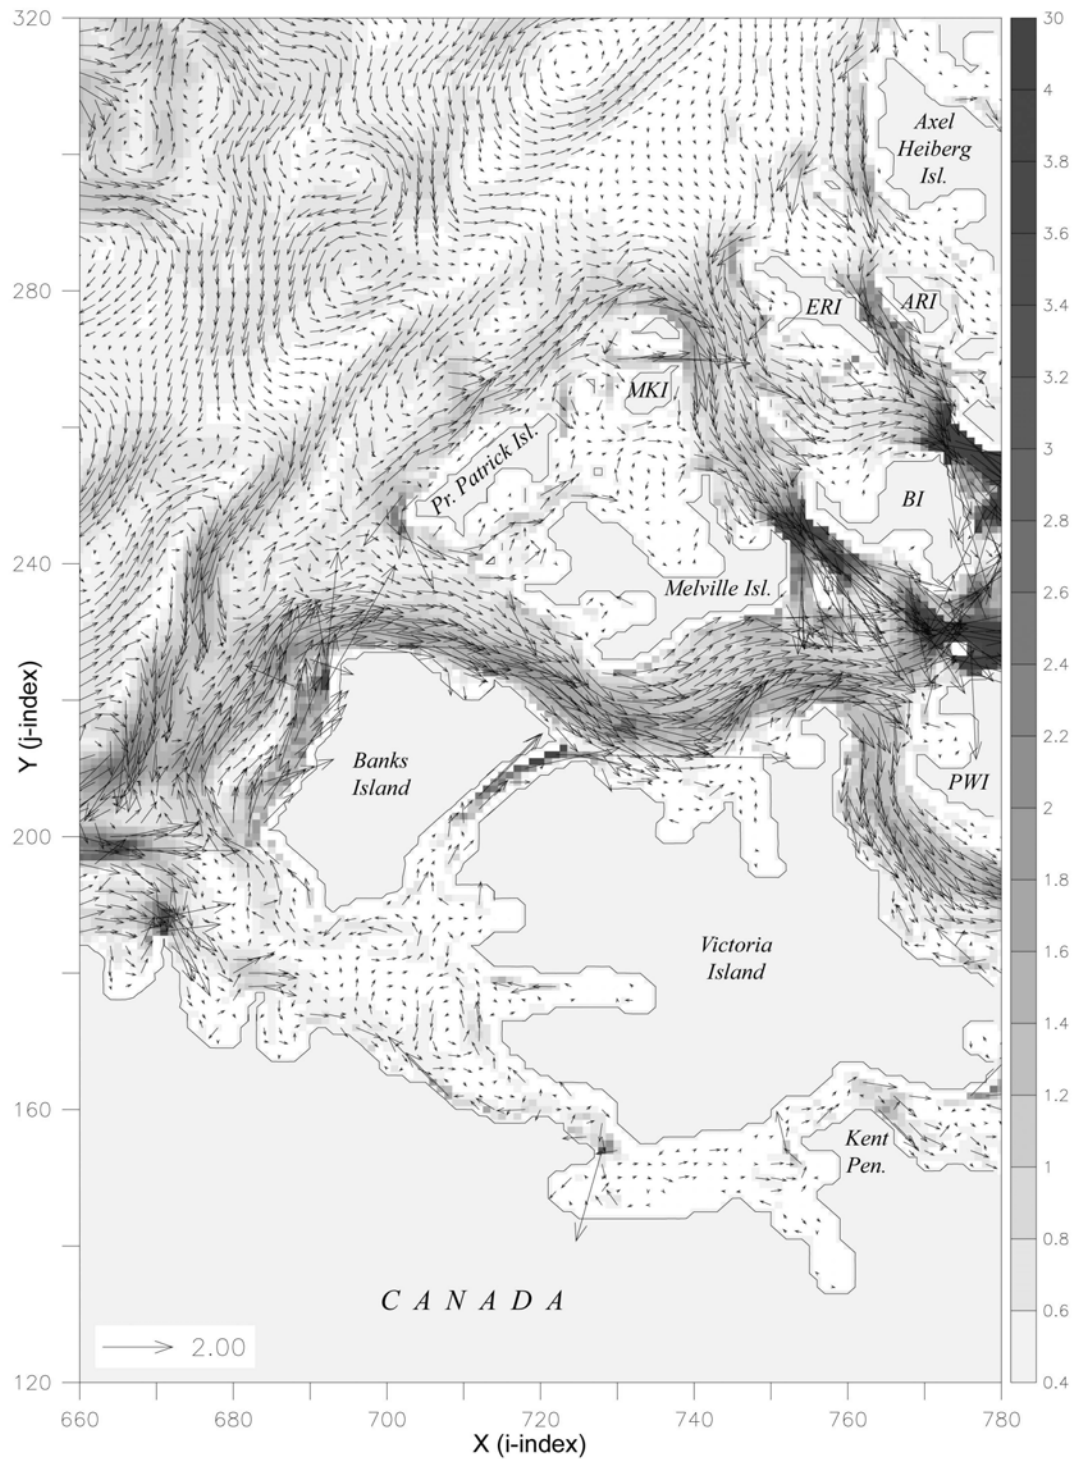 320
280
240
200
160
120
Y (j-index)
660
680
700
720
740
760
780
X (i-index)
30
4
3.8
3.6
3.4
3.2
3
2.8
2.6
2.4
2.2
2
1.8
1.6
1.4
1.2
1
0.8
0.6
0.4
Axel
Heiberg
Isl.
ERI
ARI
MKI
Pr. Patrick Isl.
BI
Melville Isl.
Banks
Island
PWI
Victoria
Island
Kent
Pen.
C A N A D A
2.00